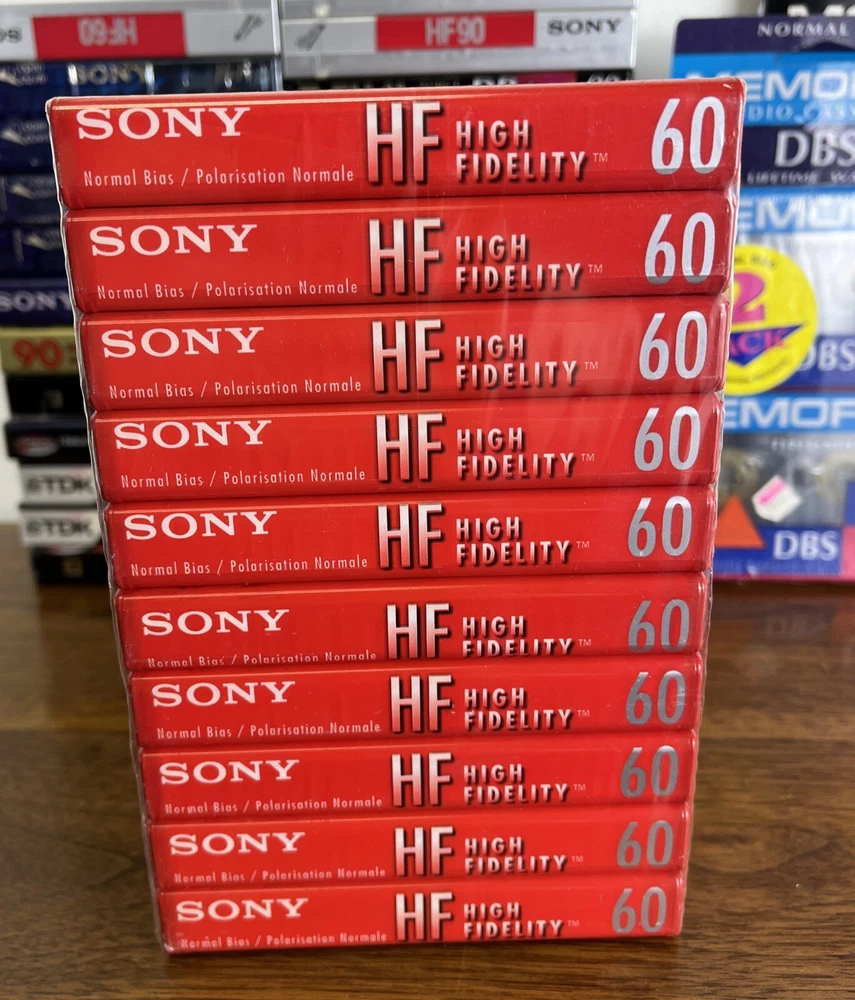 HF90
HF90
SONY
NORMAL
SONY
SONY HF HIGH 60
Normal Bias / Polarisation Normale FIDELITY™
DBS
SONY HF HIGH 60
Normal Bias / Polarisation Normale FIDELITY™
SONY
2
SONY HF HIGH 60
Normal Bias / Polarisation Normale FIDELITY™
90
DBS
SONY HF HIGH 60
Normal Bias / Polarisation Normale FIDELITY™
TDK
SONY HF HIGH 60
Normal Bias / Polarisation Normale FIDELITY™
TDK
DBS
SONY HF HIGH 60
Normal Bias / Polarisation Normale FIDELITY™
SONY HF HIGH 60
Normal Bias / Polarisation Normale FIDELITY™
SONY HF HIGH 60
Normal Bias / Polarisation Normale FIDELITY™
SONY HF HIGH 60
Normal Bias / Polarisation Normale FIDELITY™
SONY HF HIGH 60
Normal Bias / Polarisation Normale FIDELITY™